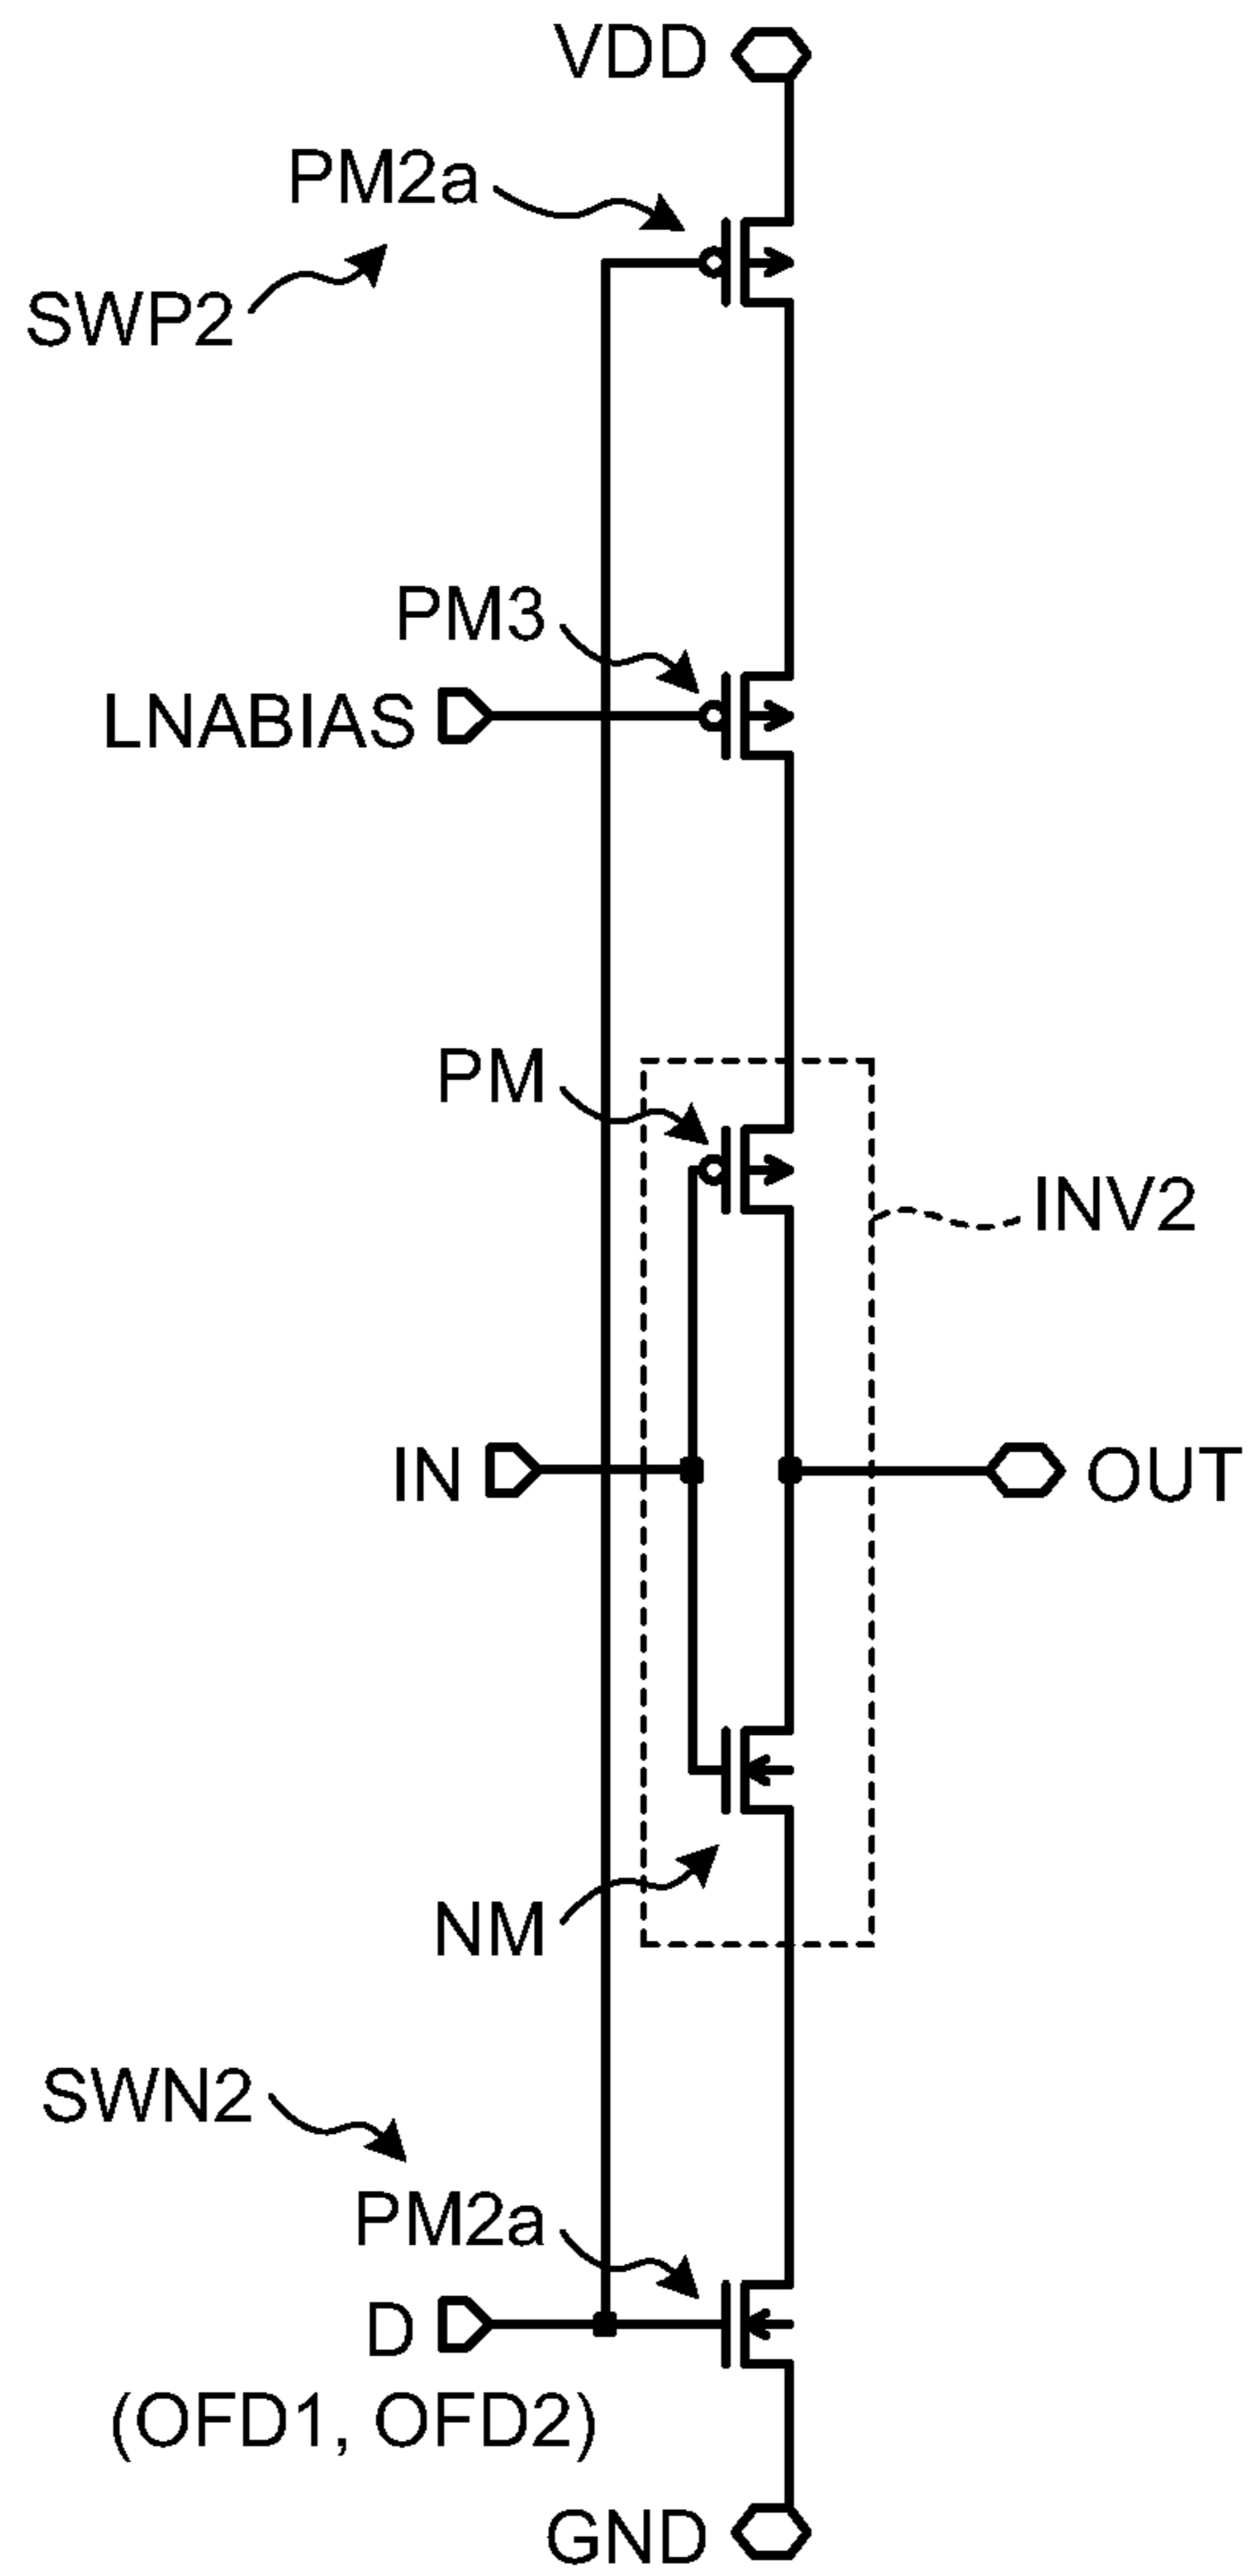 VDD
PM2a
SWP2
PM3
LNABIAS
PM
INV2
IN
OUT
NM
SWN2
PM2a
D
(OFD1, OFD2)
GND